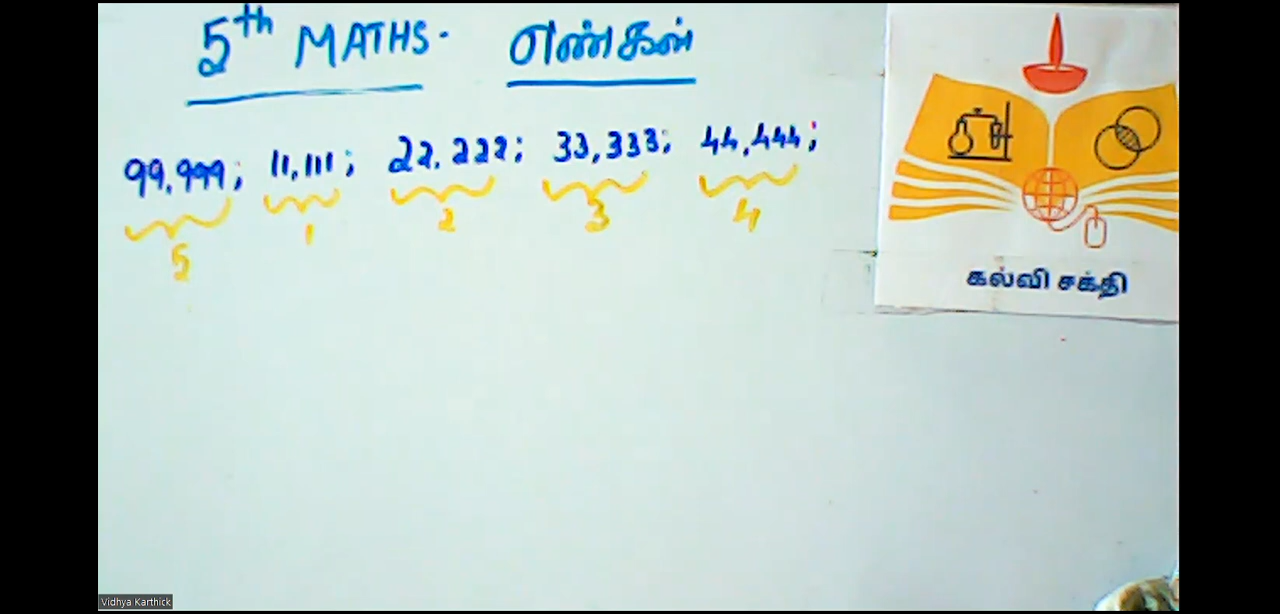 5th MATHS. எண்கள்
99,999; 11,111; 22,222; 33,333; 44,444;
5 1 2 3 4
கல்வி சக்தி
Vidhya Karthick